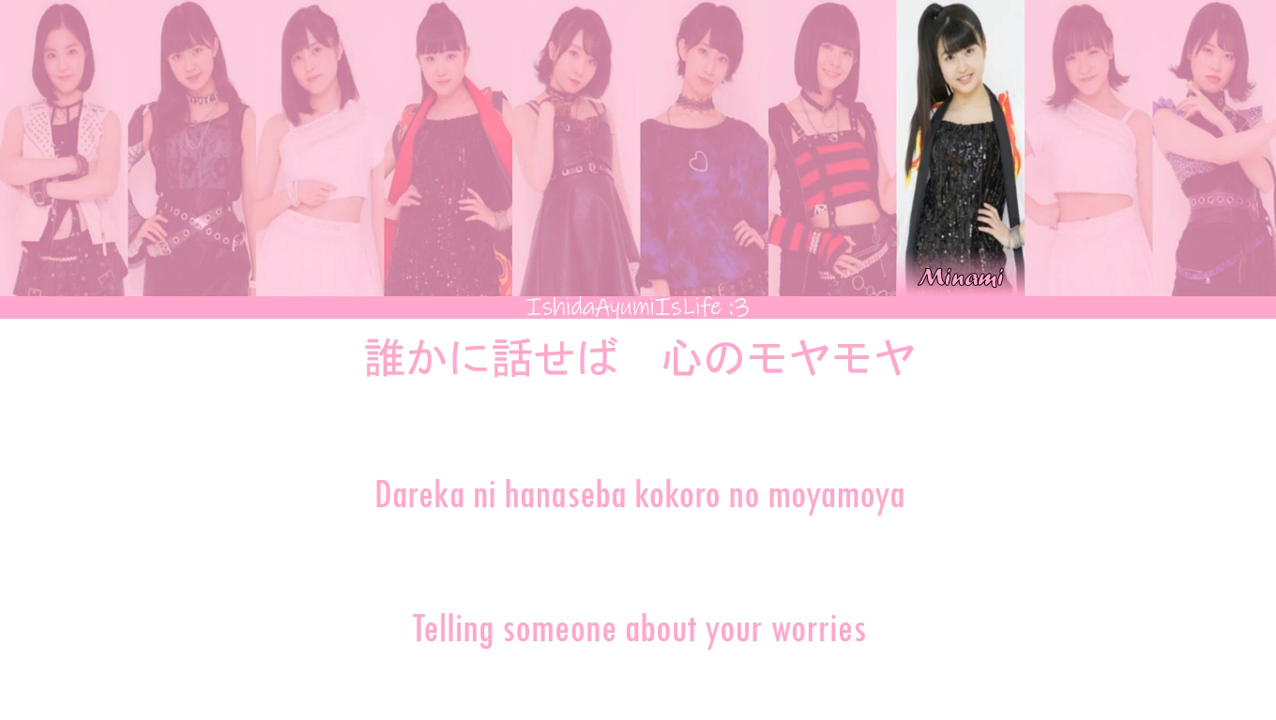 Minami
IshidaAyumiIsLife :3
誰かに話せば　心のモヤモヤ
Dareka ni hanaseba kokoro no moyamoya
Telling someone about your worries